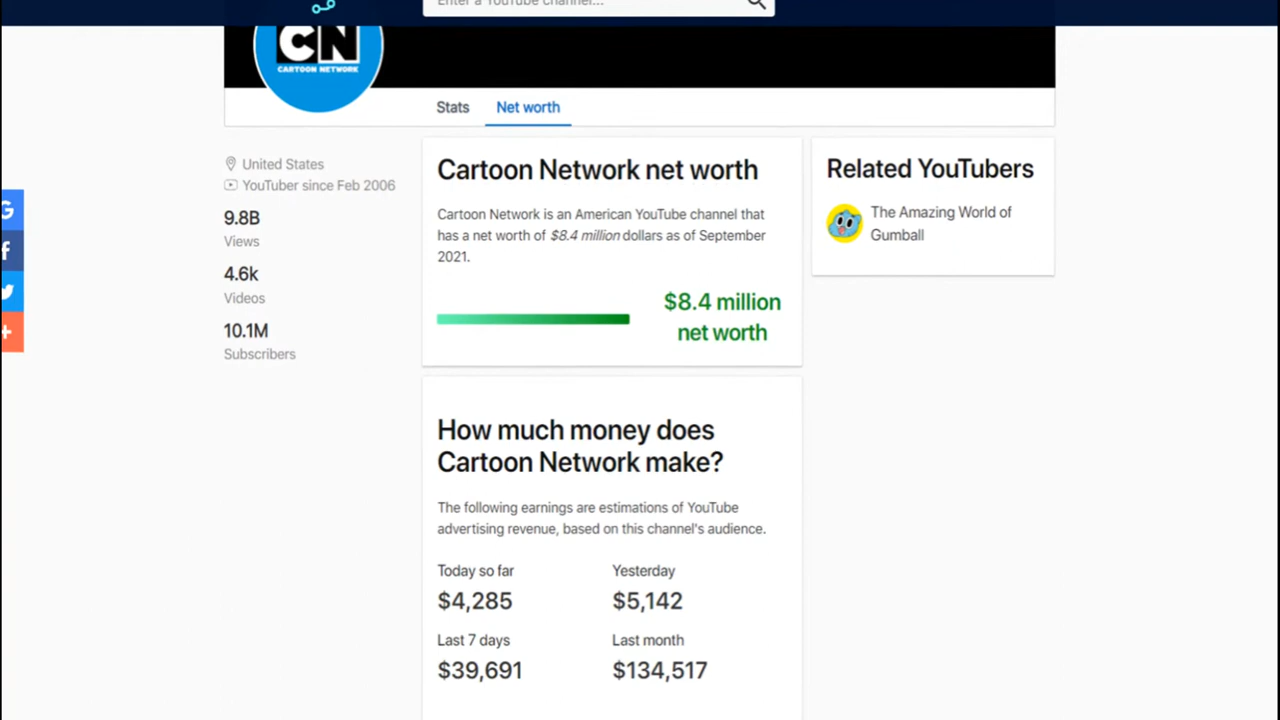 Enter a YouTube channel...
CN
CARTOON NETWORK
Stats
Net worth
United States
YouTuber since Feb 2006
9.8B
Views
4.6k
Videos
10.1M
Subscribers
G
f
+
Cartoon Network net worth
Cartoon Network is an American YouTube channel that
has a net worth of $8.4 million dollars as of September
2021.
$8.4 million
net worth
How much money does
Cartoon Network make?
The following earnings are estimations of YouTube
advertising revenue, based on this channel's audience.
Today so far
Yesterday
$4,285
$5,142
Last 7 days
Last month
$39,691
$134,517
Related YouTubers
The Amazing World of
Gumball